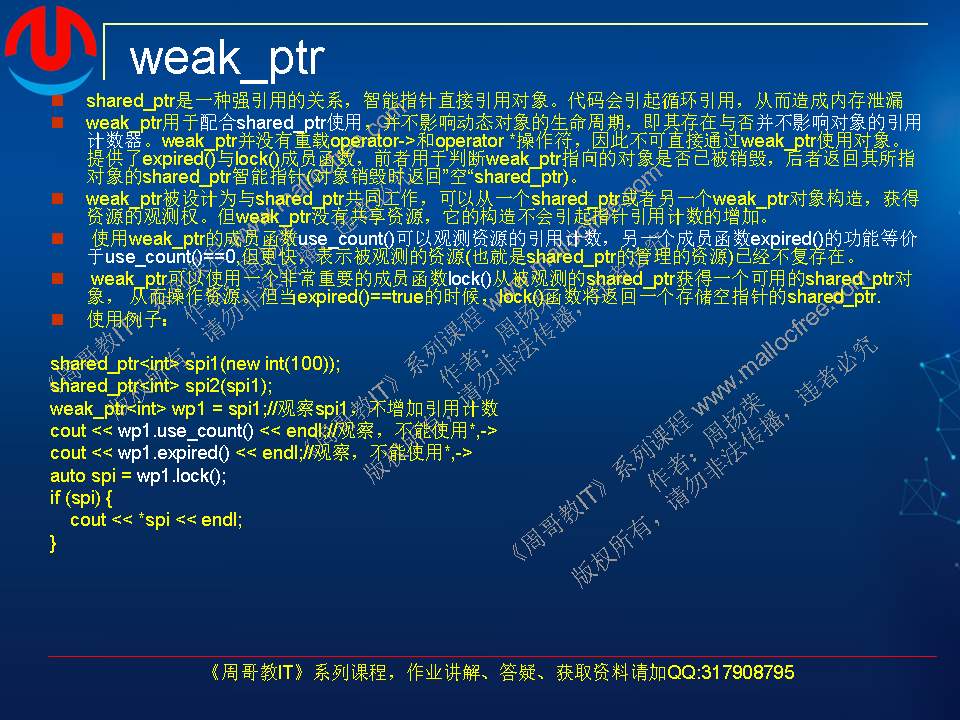 weak_ptr
shared_ptr是一种强引用的关系，智能指针直接引用对象。代码会引起循环引用，从而造成内存泄漏
weak_ptr用于配合shared_ptr使用，并不影响动态对象的生命周期，即其存在与否并不影响对象的引用
计数器。weak_ptr并没有重载operator->和operator *操作符，因此不可直接通过weak_ptr使用对象。
提供了expired()与lock()成员函数，前者用于判断weak_ptr指向的对象是否已被销毁，后者返回其所指
对象的shared_ptr智能指针(对象销毁时返回”空“shared_ptr)。
weak_ptr被设计为与shared_ptr共同工作，可以从一个shared_ptr或者另一个weak_ptr对象构造，获得
资源的观测权。但weak_ptr没有共享资源，它的构造不会引起指针引用计数的增加。
使用weak_ptr的成员函数use_count()可以观测资源的引用计数，另一个成员函数expired()的功能等价
于use_count()==0,但更快，表示被观测的资源(也就是shared_ptr的管理的资源)已经不复存在。
weak_ptr可以使用一个非常重要的成员函数lock()从被观测的shared_ptr获得一个可用的shared_ptr对
象， 从而操作资源。但当expired()==true的时候，lock()函数将返回一个存储空指针的shared_ptr.
使用例子：
shared_ptr<int> spi1(new int(100));
shared_ptr<int> spi2(spi1);
weak_ptr<int> wp1 = spi1;//观察spi1，不增加引用计数
cout << wp1.use_count() << endl;//观察，不能使用*,->
cout << wp1.expired() << endl;//观察，不能使用*,->
auto spi = wp1.lock();
if (spi) {
cout << *spi << endl;
}
《周哥教IT》系列课程 www.mallocfree.com
作者：周扬荣
版权所有，请勿非法传播，违者必究
《周哥教IT》系列课程，作业讲解、答疑、获取资料请加QQ:317908795